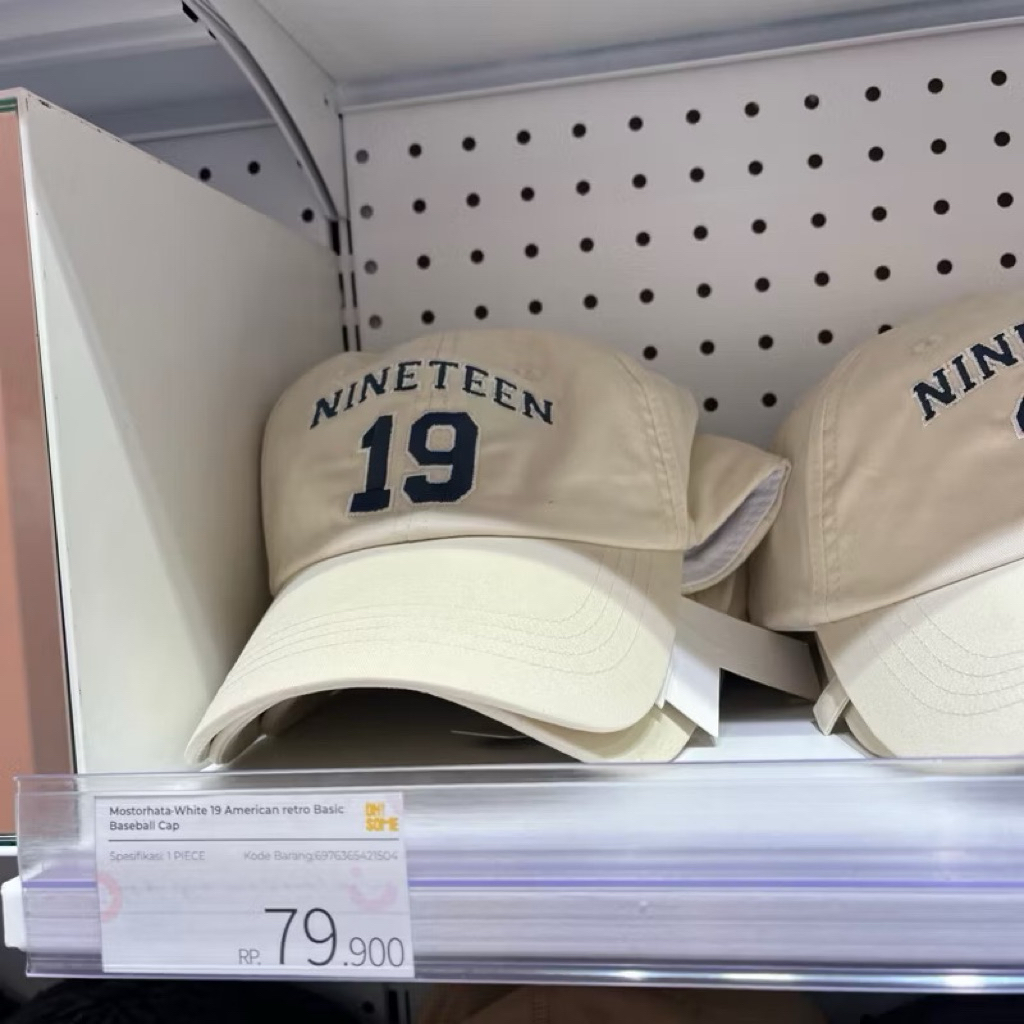 NINETEEN
19
NIN
Mostorhata-White 19 American retro Basic
Baseball Cap
OH!
SOME
Spesifikasi: 1 PIECE
Kode Barang:6976365421504
RP. 79.900